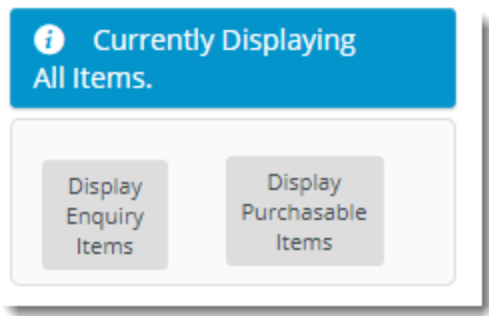 Currently Displaying
All Items.
Display
Enquiry
Items
Display
Purchasable
Items